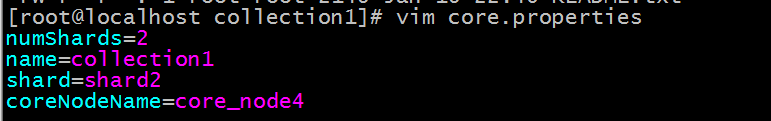 [root@localhost collection1]# vim core.properties
numShards=2
name=collection1
shard=shard2
coreNodeName=core_node4